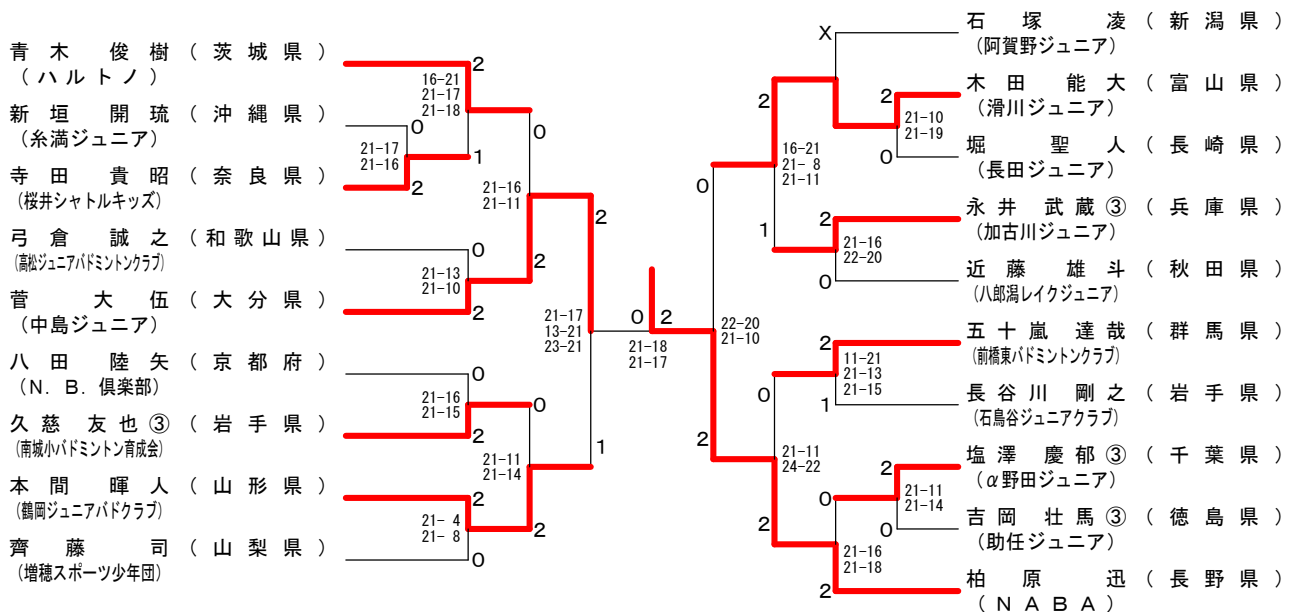 青木 俊樹 (茨城県)
(ハルトノ)
新垣 開琉 (沖縄県)
(糸満ジュニア)
寺田 貴昭 (奈良県)
(桜井シャトルキッズ)
弓倉 誠之 (和歌山県)
(高松ジュニアバドミントンクラブ)
菅 大伍 (大分県)
(中島ジュニア)
八田 陸矢 (京都府)
(N. B. 倶楽部)
久慈 友也③ (岩手県)
(南城小バドミントン育成会)
本間 暉人 (山形県)
(鶴岡ジュニアバドクラブ)
齊藤 司 (山梨県)
(増穂スポーツ少年団)
2
16-21
21-17
21-18
0
21-17
21-16
1
2
0
21-16
21-11
0
21-13
21-10
2
2
2
21-17
13-21
23-21
0
21-16
21-15
2
0
21-11
21-14
1
2
21- 4
21- 8
0
2
0 2
21-18
21-17
X
2
2
21-10
21-19
0
16-21
21- 8
21-11
0
1
2
21-16
22-20
0
22-20
21-10
2
11-21
21-13
21-15
1
0
2
21-11
24-22
2
21-11
21-14
0
0
2
21-16
21-18
2
石塚 凌 (新潟県)
(阿賀野ジュニア)
木田 能大 (富山県)
(滑川ジュニア)
堀 聖人 (長崎県)
(長田ジュニア)
永井 武蔵③ (兵庫県)
(加古川ジュニア)
近藤 雄斗 (秋田県)
(八郎潟レイクジュニア)
五十嵐 達哉 (群馬県)
(前橋東バドミントンクラブ)
長谷川 剛之 (岩手県)
(石鳥谷ジュニアクラブ)
塩澤 慶郁③ (千葉県)
(α野田ジュニア)
吉岡 壮馬③ (徳島県)
(助任ジュニア)
柏原 迅 (長野県)
(NABA)